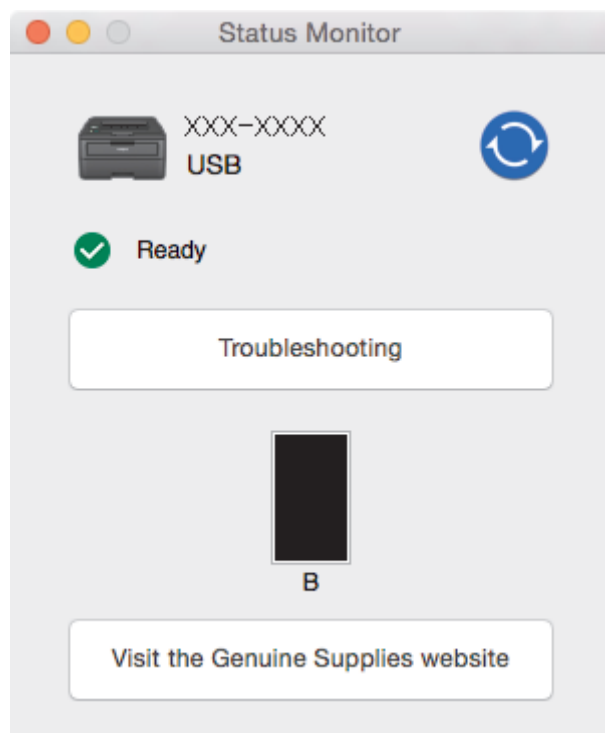 Status Monitor
XXX-XXXX
USB
Ready
Troubleshooting
B
Visit the Genuine Supplies website